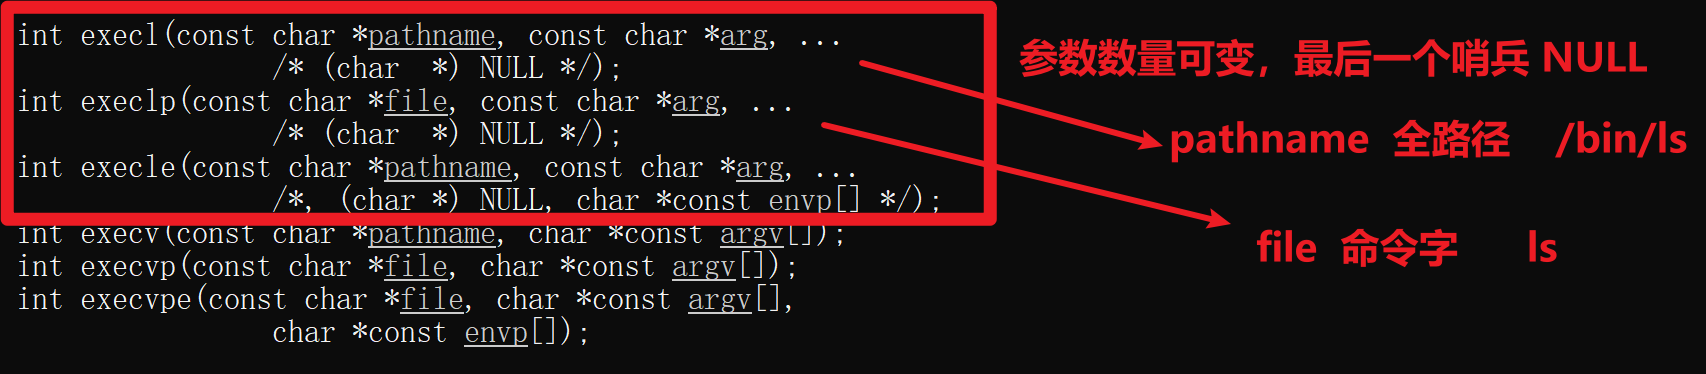 int execl(const char *pathname, const char *arg, ...
/* (char  *) NULL */);
int execlp(const char *file, const char *arg, ...
/* (char  *) NULL */);
int execle(const char *pathname, const char *arg, ...
/*, (char *) NULL, char *const envp[] */);
int execv(const char *pathname, char *const argv[]);
int execvp(const char *file, char *const argv[]);
int execvpe(const char *file, char *const argv[],
char *const envp[]);
参数数量可变，最后一个哨兵 NULL
pathname 全路径 /bin/ls
file 命令字 ls